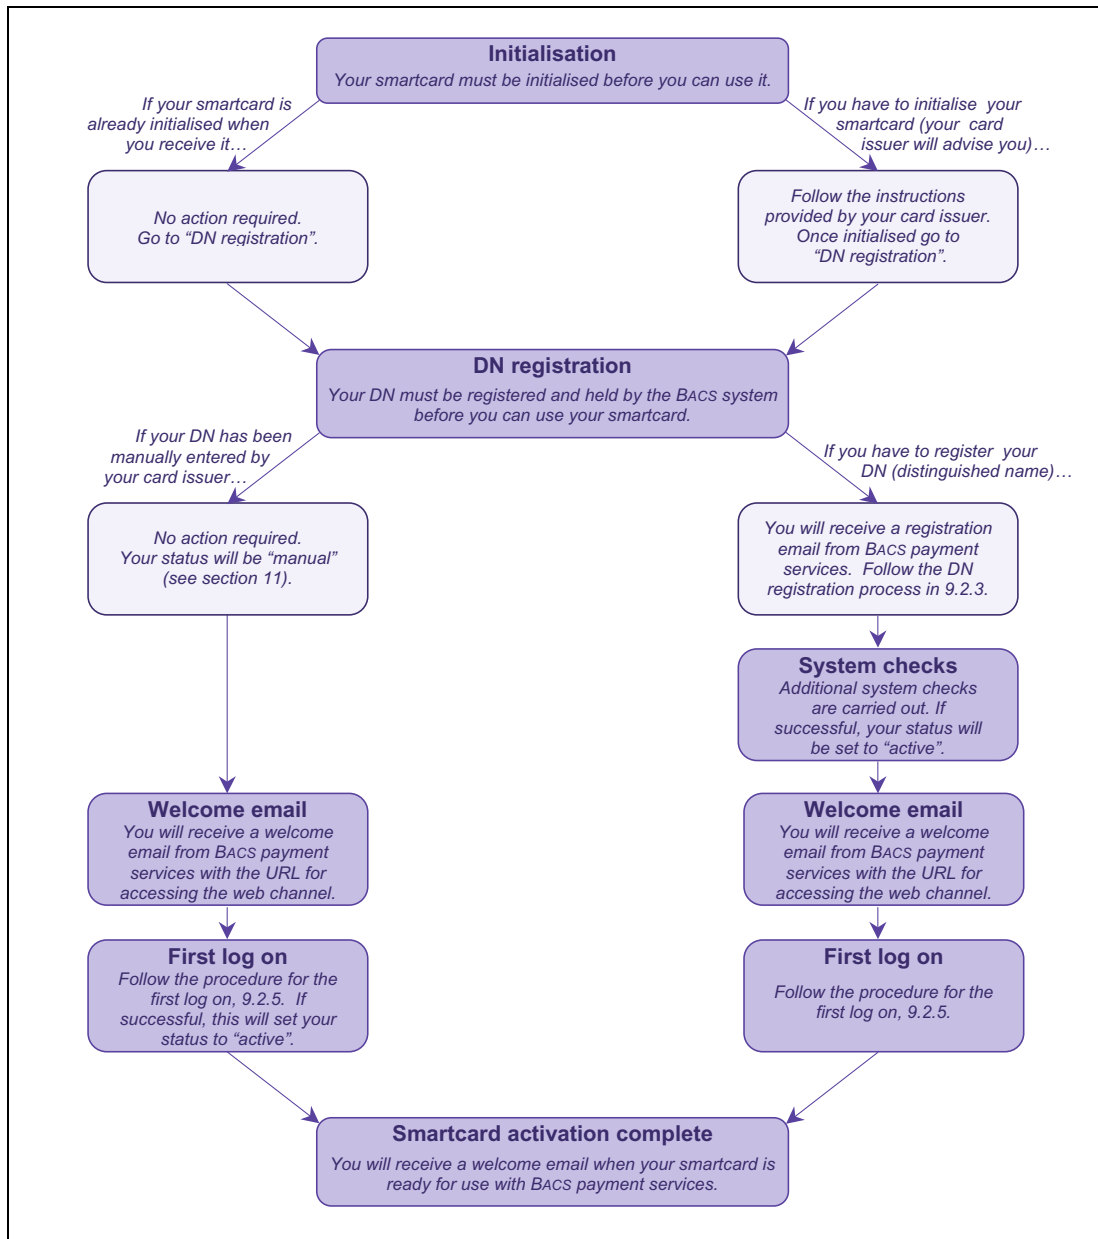 Initialisation
Your smartcard must be initialised before you can use it.
If your smartcard is
already initialised when
you receive it…
If you have to initialise your
smartcard (your card
issuer will advise you)…
No action required.
Go to “DN registration”.
Follow the instructions
provided by your card issuer.
Once initialised go to
“DN registration”.
DN registration
Your DN must be registered and held by the BACS system
before you can use your smartcard.
If your DN has been
manually entered by
your card issuer…
If you have to register your
DN (distinguished name)…
No action required.
Your status will be “manual”
(see section 11).
You will receive a registration
email from BACS payment
services. Follow the DN
registration process in 9.2.3.
System checks
Additional system checks
are carried out. If
successful, your status will
be set to “active”.
Welcome email
You will receive a welcome
email from BACS payment
services with the URL for
accessing the web channel.
Welcome email
You will receive a welcome
email from BACS payment
services with the URL for
accessing the web channel.
First log on
Follow the procedure for the
first log on, 9.2.5. If
successful, this will set your
status to “active”.
First log on
Follow the procedure for the
first log on, 9.2.5.
Smartcard activation complete
You will receive a welcome email when your smartcard is
ready for use with BACS payment services.